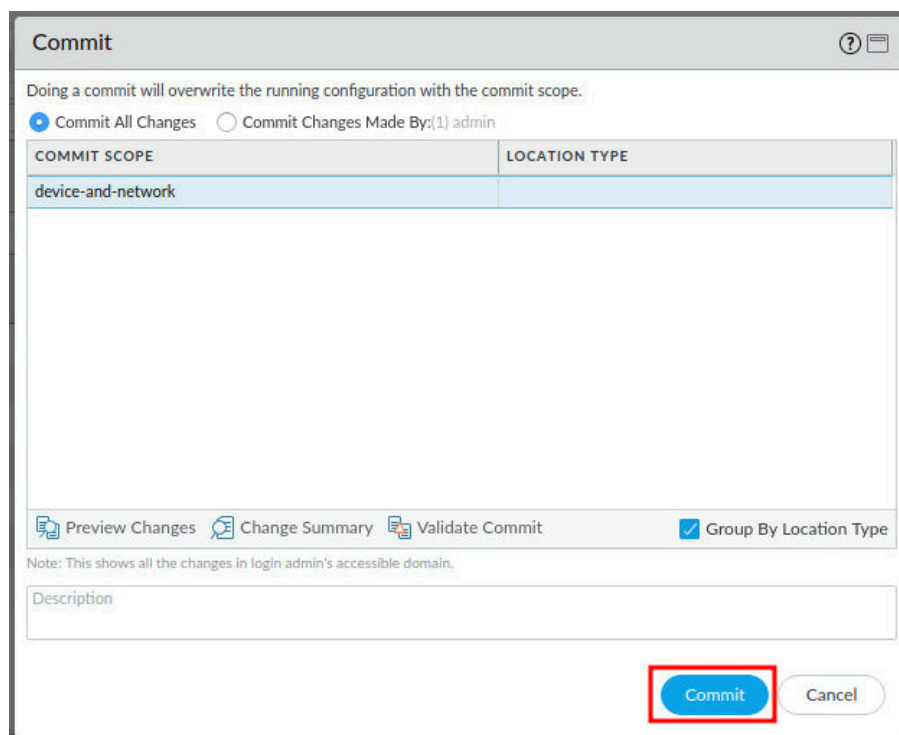 Commit
Doing a commit will overwrite the running configuration with the commit scope.
Commit All Changes Commit Changes Made By:(1) admin
COMMIT SCOPE LOCATION TYPE
device-and-network
Preview Changes Change Summary Validate Commit Group By Location Type
Note: This shows all the changes in login admin's accessible domain.
Description
Commit Cancel